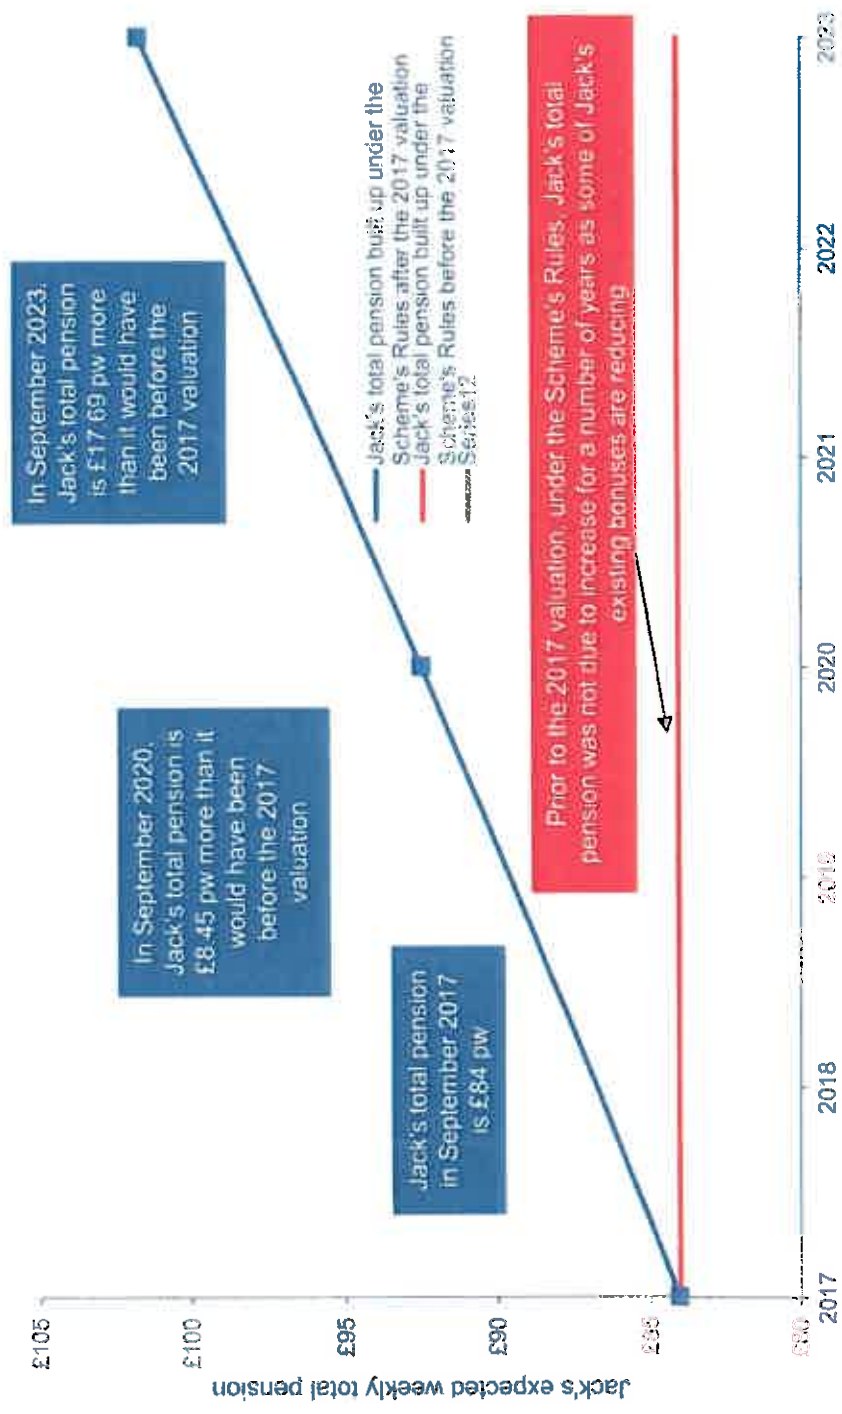 £105
£100
£95
£90
£85
£80
Jack's expected weekly total pension
In September 2023,
Jack's total pension
is £17.69 pw more
than it would have
been before the
2017 valuation
In September 2020,
Jack's total pension is
£8.45 pw more than it
would have been
before the 2017
valuation
Jack's total pension
in September 2017
is £84 pw
Jack's total pension built up under the
Scheme's Rules after the 2017 valuation
Jack's total pension built up under the
Scheme's Rules before the 2017 valuation
Series12
Prior to the 2017 valuation, under the Scheme's Rules, Jack's total
pension was not due to increase for a number of years as some of Jack's
existing bonuses are reducing
2017
2018
2019
2020
2021
2022
2023